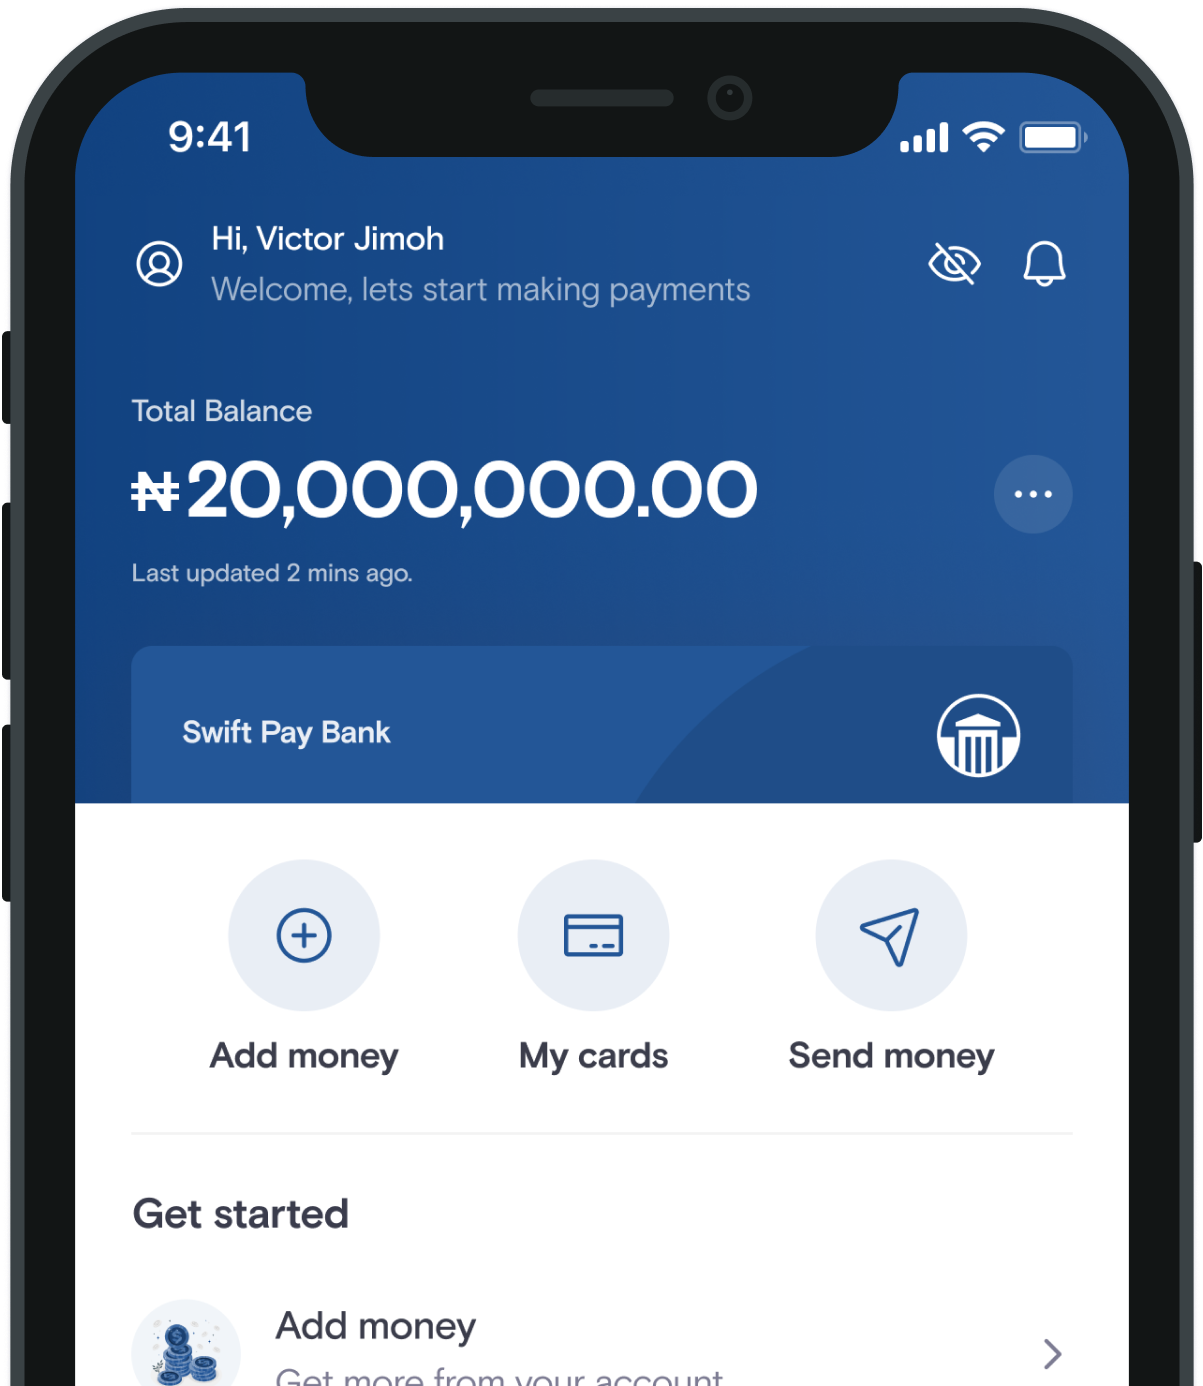 9:41
Hi, Victor Jimoh
Welcome, lets start making payments
Total Balance
₦20,000,000.00
Last updated 2 mins ago.
Swift Pay Bank
Add money
My cards
Send money
Get started
Add money
Get more from your account